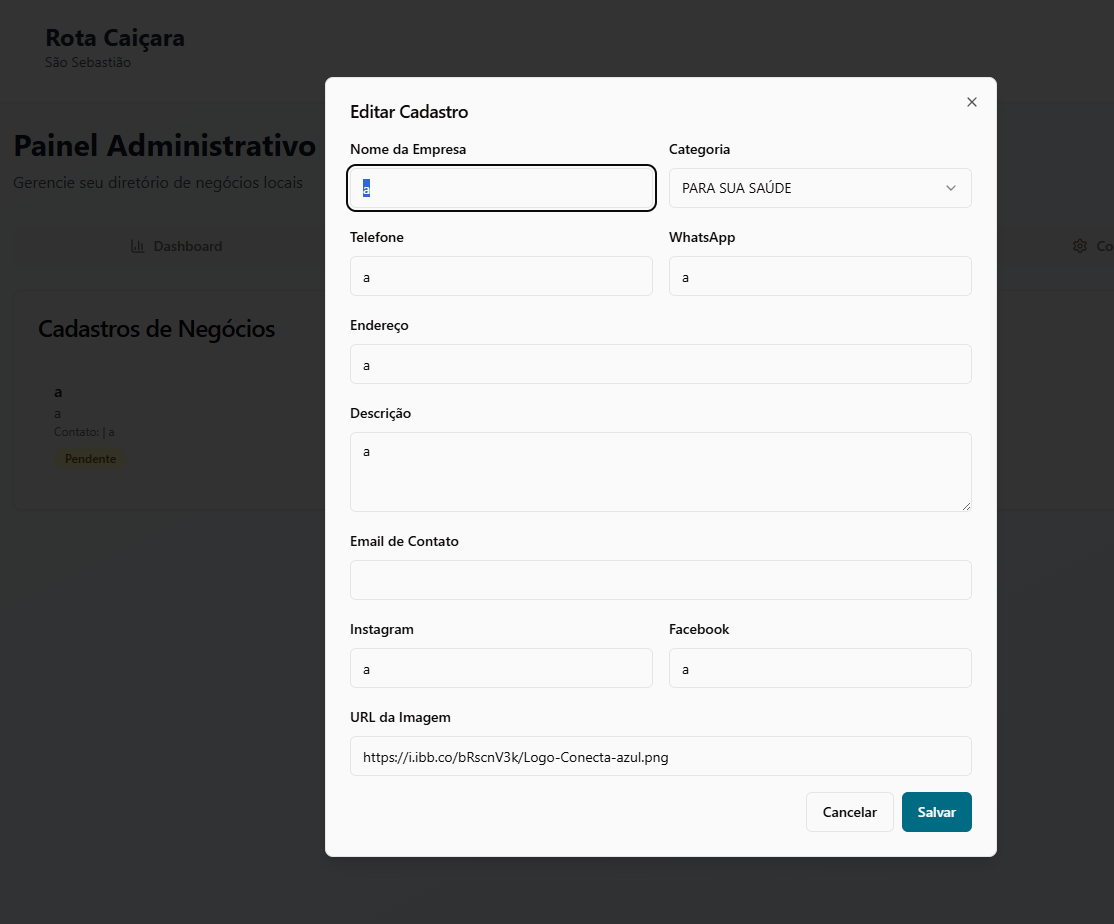 Rota Caiçara
São Sebastião
Painel Administrativo
Gerencie seu diretório de negócios locais
Dashboard
Co
Cadastros de Negócios
a
a
Contato: | a
Pendente
Editar Cadastro
Nome da Empresa
Categoria
a
PARA SUA SAÚDE
Telefone
WhatsApp
a
a
Endereço
a
Descrição
a
Email de Contato
Instagram
Facebook
a
a
URL da Imagem
https://i.ibb.co/bRscnV3k/Logo-Conecta-azul.png
Cancelar
Salvar